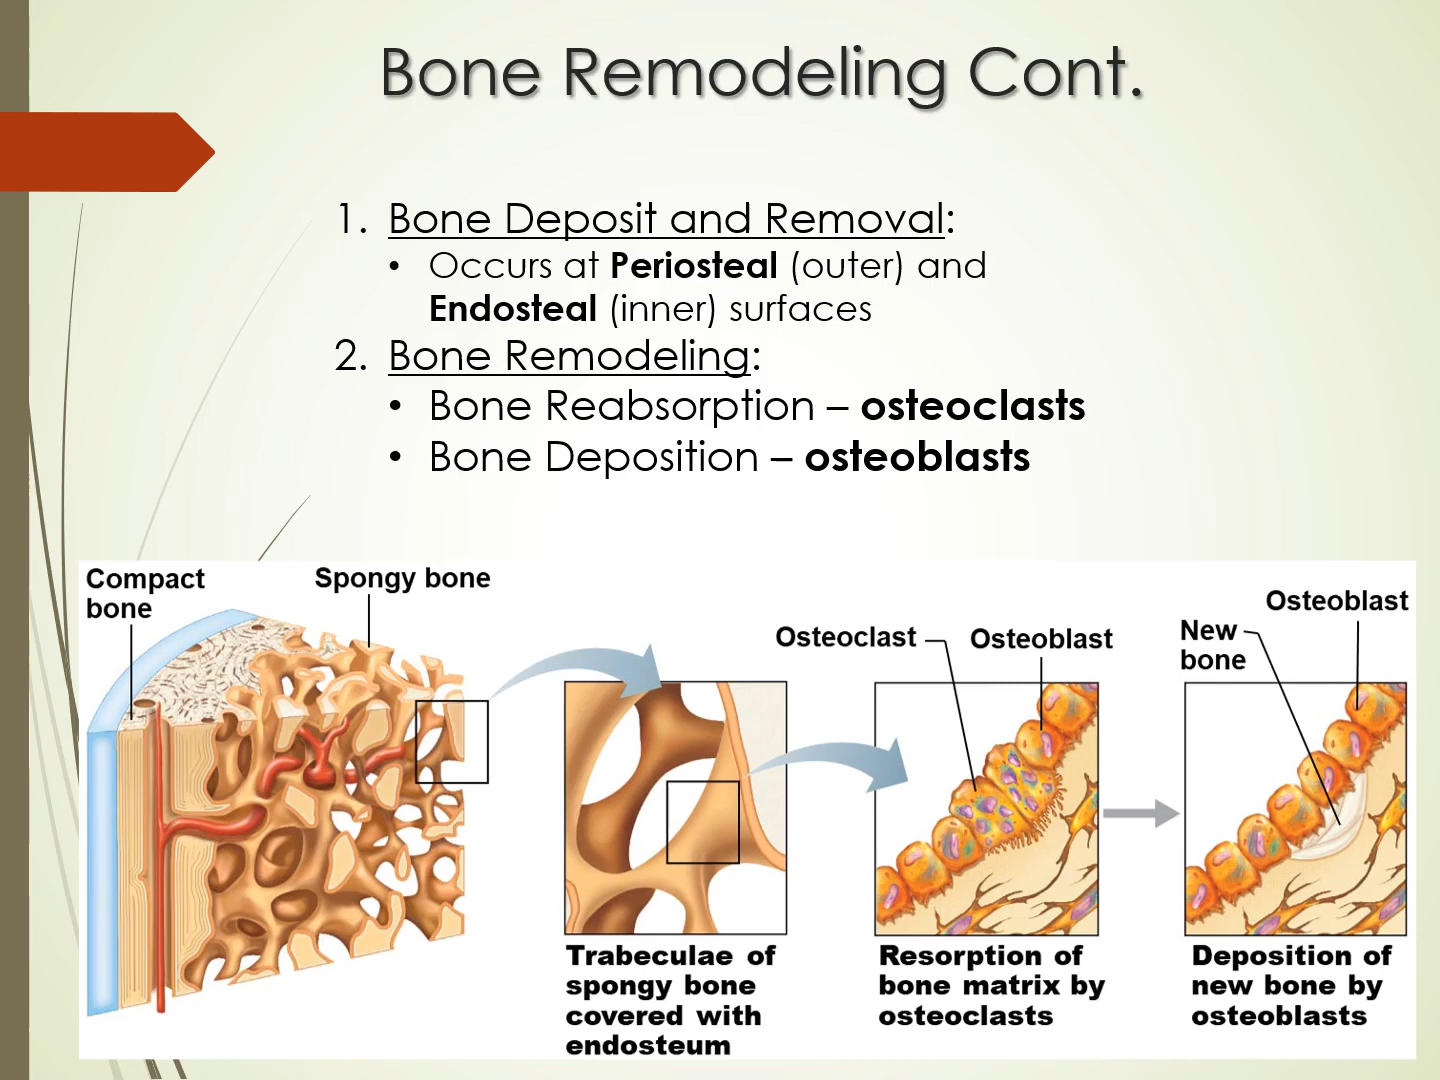 Bone Remodeling Cont.
1. Bone Deposit and Removal:
• Occurs at Periosteal (outer) and
Endosteal (inner) surfaces
2. Bone Remodeling:
• Bone Reabsorption – osteoclasts
• Bone Deposition – osteoblasts
Compact
bone
Spongy bone
Osteoclast
Osteoblast
New
bone
Osteoblast
Trabeculae of
spongy bone
covered with
endosteum
Resorption of
bone matrix by
osteoclasts
Deposition of
new bone by
osteoblasts